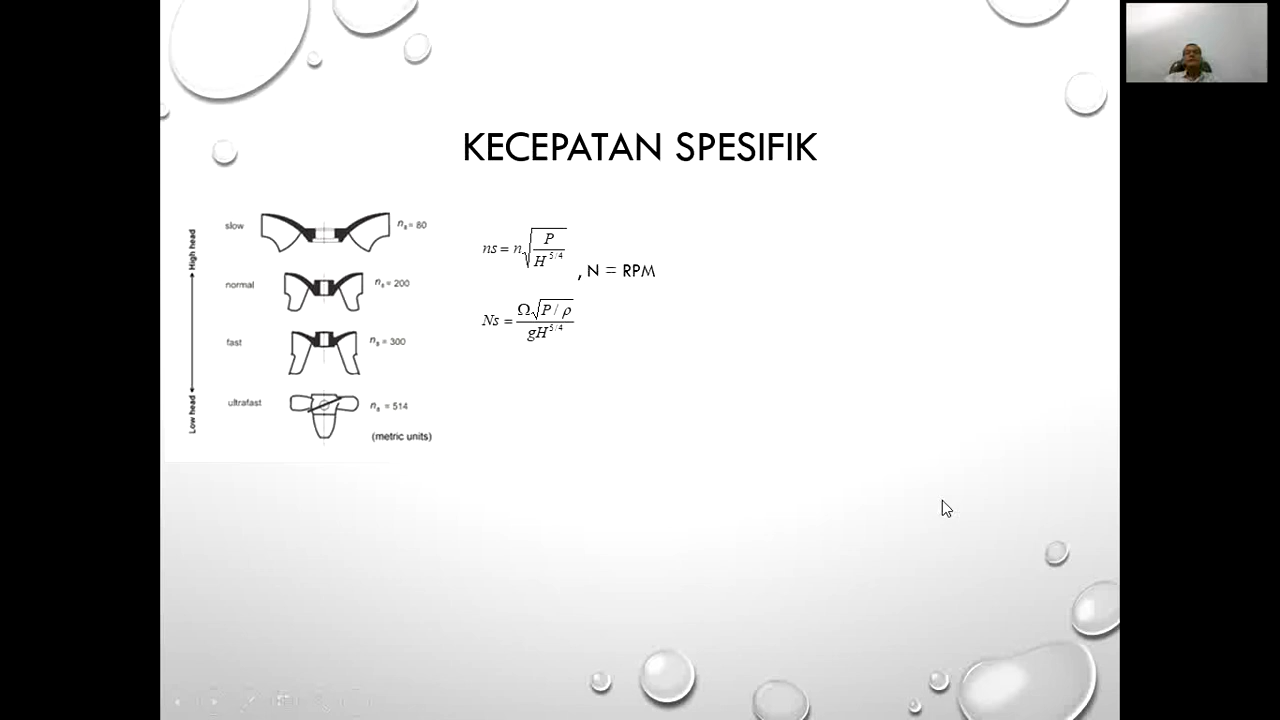 KECEPATAN SPESIFIK
High head
Low head
slow
nₛ = 80
normal
nₛ = 200
fast
nₛ = 300
ultrafast
nₛ = 514
(metric units)
ns = n√(P / H^5/4)
, N = RPM
Ns = Ω√(P / ρ) / gH^5/4